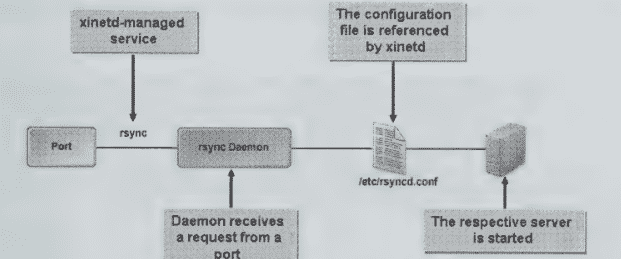 xinetd-managed
service
The configuration
file is referenced
by xinetd
Port
rsync
rsync Daemon
/etc/rsyncd.conf
Daemon receives
a request from a
port
The respective server
is started